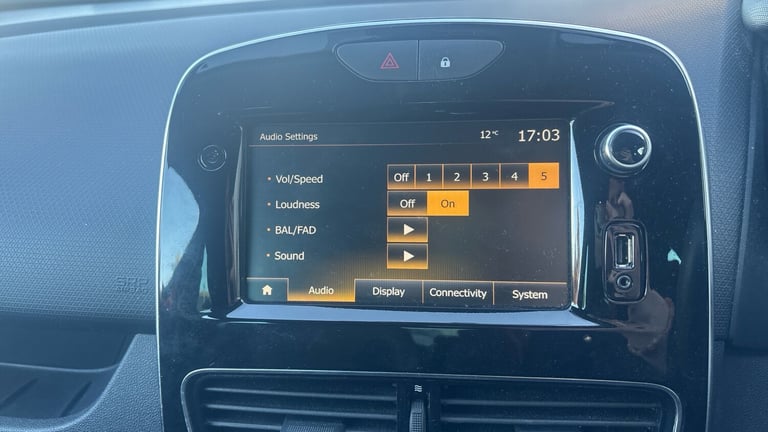 Audio Settings 12°C 17:03
• Vol/Speed Off 1 2 3 4 5
• Loudness Off On
• BAL/FAD
• Sound
Audio Display Connectivity System